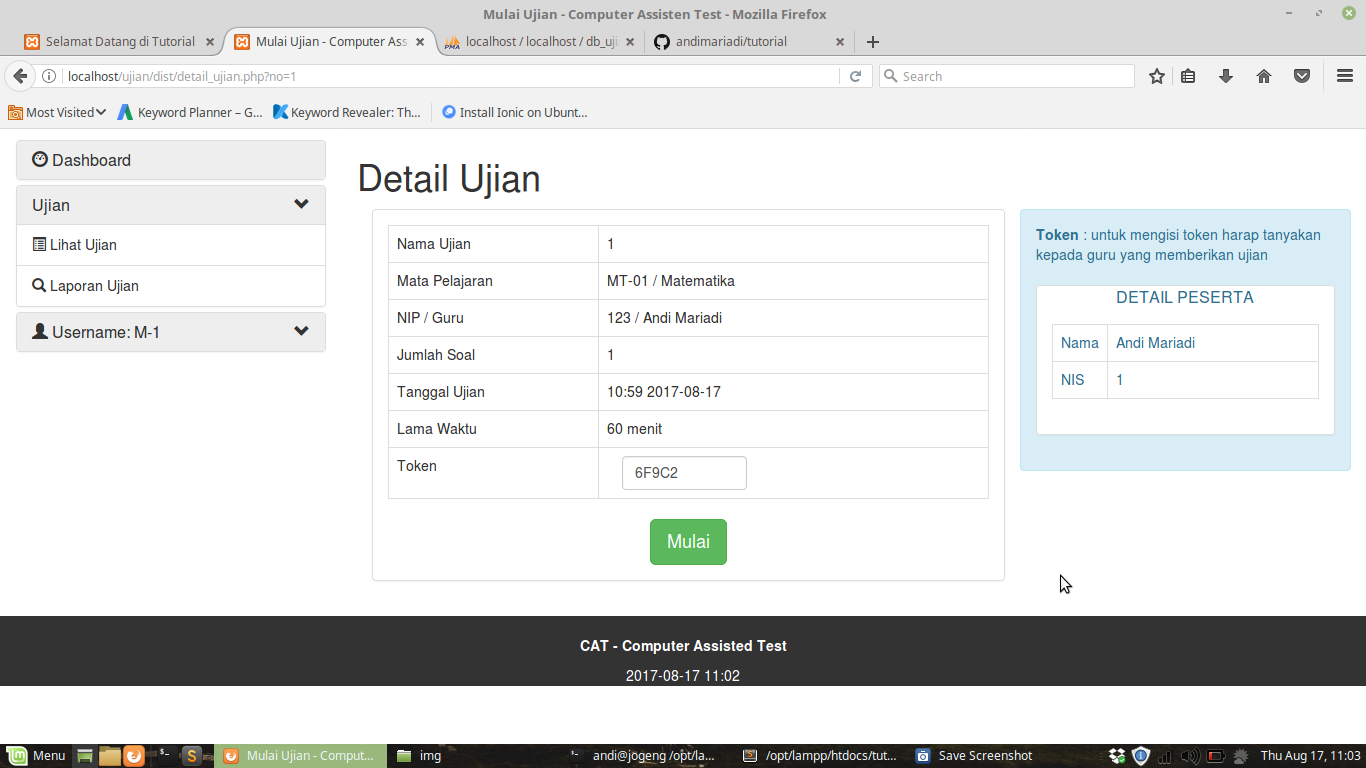 Mulai Ujian - Computer Assisten Test - Mozilla Firefox
Selamat Datang di Tutorial
Mulai Ujian - Computer Ass
localhost / localhost / db_uji
andimariadi/tutorial
localhost/ujian/dist/detail_ujian.php?no=1
Search
Most Visited
Keyword Planner – G...
Keyword Revealer: Th...
Install Ionic on Ubunt...
Dashboard
Ujian
Lihat Ujian
Laporan Ujian
Username: M-1
Detail Ujian
Nama Ujian 1
Mata Pelajaran MT-01 / Matematika
NIP / Guru 123 / Andi Mariadi
Jumlah Soal 1
Tanggal Ujian 10:59 2017-08-17
Lama Waktu 60 menit
Token 6F9C2
Mulai
Token : untuk mengisi token harap tanyakan
kepada guru yang memberikan ujian
DETAIL PESERTA
Nama Andi Mariadi
NIS 1
CAT - Computer Assisted Test
2017-08-17 11:02
Menu
Mulai Ujian - Comput...
img
andi@jogeng /opt/la...
/opt/lampp/htdocs/tut...
Save Screenshot
Thu Aug 17, 11:03